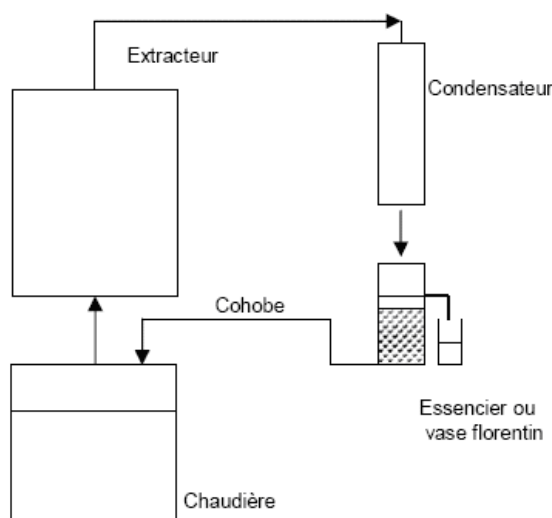 Extracteur
Condensateur
Cohobe
Essencier ou
vase florentin
Chaudière